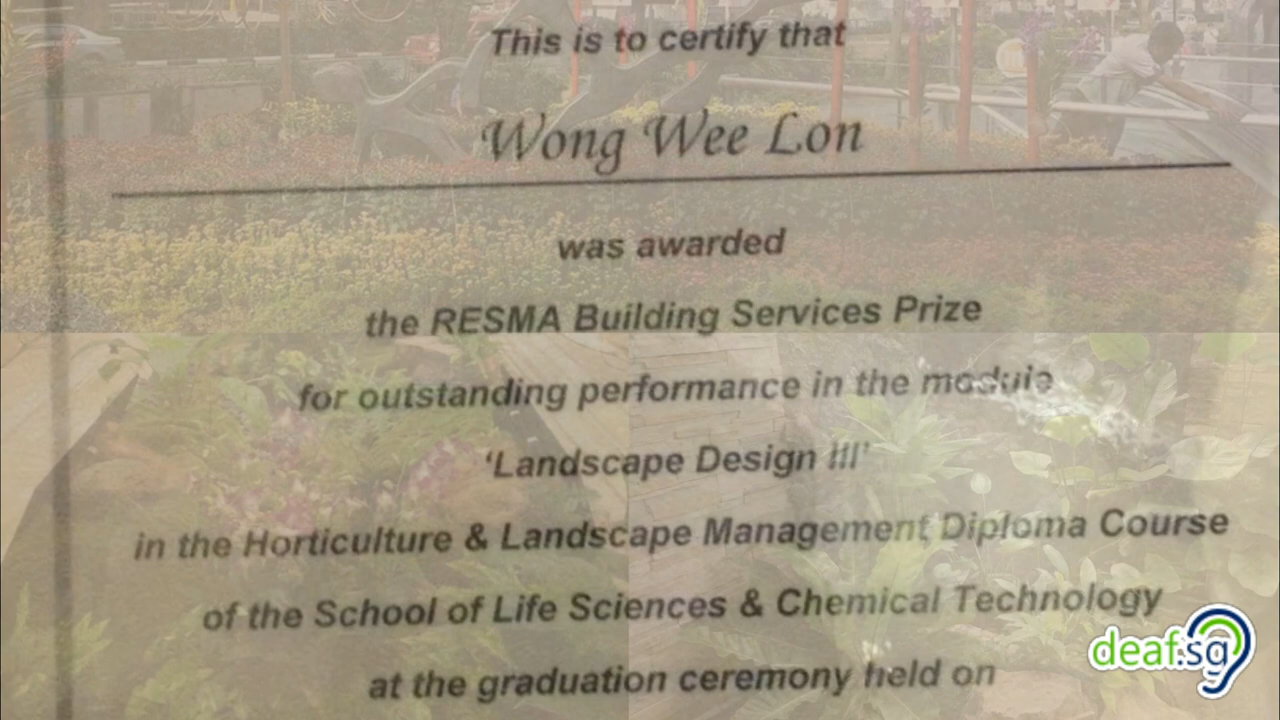 This is to certify that
Wong Wee Lon
was awarded
the RESMA Building Services Prize
for outstanding performance in the module
‘Landscape Design III’
in the Horticulture & Landscape Management Diploma Course
of the School of Life Sciences & Chemical Technology
at the graduation ceremony held on
deaf.sg